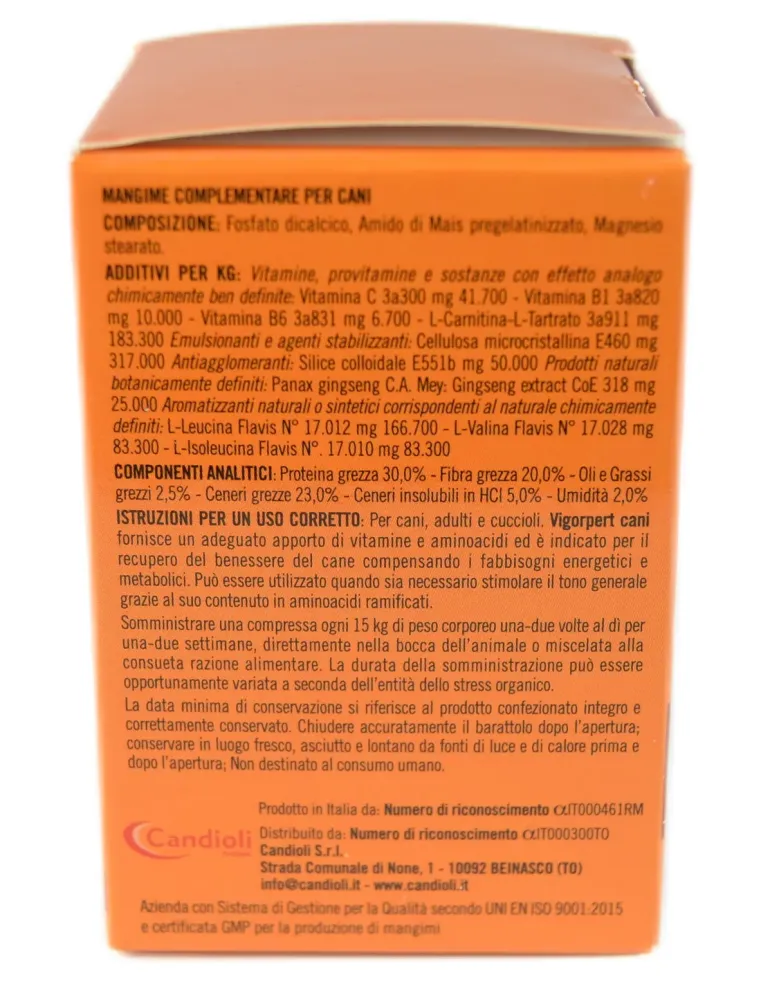 MANGIME COMPLEMENTARE PER CANI
COMPOSIZIONE: Fosfato dicalcico, Amido di Mais pregelatinizzato, Magnesio
stearato.
ADDITIVI PER KG: Vitamine, provitamine e sostanze con effetto analogo
chimicamente ben definite: Vitamina C 3a300 mg 41.700 - Vitamina B1 3a820
mg 10.000 - Vitamina B6 3a831 mg 6.700 - L-Carnitina-L-Tartrato 3a911 mg
183.300 Emulsionanti e agenti stabilizzanti: Cellulosa microcristallina E460 mg
317.000 Antiagglomeranti: Silice colloidale E551b mg 50.000 Prodotti naturali
botanicamente definiti: Panax gingseng C.A. Mey: Gingseng extract CoE 318 mg
25.000 Aromatizzanti naturali o sintetici corrispondenti al naturale chimicamente
definiti: L-Leucina Flavis N° 17.012 mg 166.700 - L-Valina Flavis N° 17.028 mg
83.300 - L-Isoleucina Flavis N°. 17.010 mg 83.300
COMPONENTI ANALITICI: Proteina grezza 30,0% - Fibra grezza 20,0% - Oli e Grassi
grezzi 2,5% - Ceneri grezze 23,0% - Ceneri insolubili in HCl 5,0% - Umidità 2,0%
ISTRUZIONI PER UN USO CORRETTO: Per cani, adulti e cuccioli. Vigorpert cani
fornisce un adeguato apporto di vitamine e aminoacidi ed è indicato per il
recupero del benessere del cane compensando i fabbisogni energetici e
metabolici. Può essere utilizzato quando sia necessario stimolare il tono generale
grazie al suo contenuto in aminoacidi ramificati.
Somministrare una compressa ogni 15 kg di peso corporeo una-due volte al dì per
una-due settimane, direttamente nella bocca dell'animale o miscelata alla
consueta razione alimentare. La durata della somministrazione può essere
opportunamente variata a seconda dell'entità dello stress organico.
La data minima di conservazione si riferisce al prodotto confezionato integro e
correttamente conservato. Chiudere accuratamente il barattolo dopo l'apertura;
conservare in luogo fresco, asciutto e lontano da fonti di luce e di calore prima e
dopo l'apertura; Non destinato al consumo umano.
Prodotto in Italia da: Numero di riconoscimento αIT000461RM
Candioli
Distribuito da: Numero di riconoscimento αIT000300TO
Candioli S.r.l.
Strada Comunale di None, 1 - 10092 BEINASCO (TO)
info@candioli.it - www.candioli.it
Azienda con Sistema di Gestione per la Qualità secondo UNI EN ISO 9001:2015
e certificata GMP per la produzione di mangimi